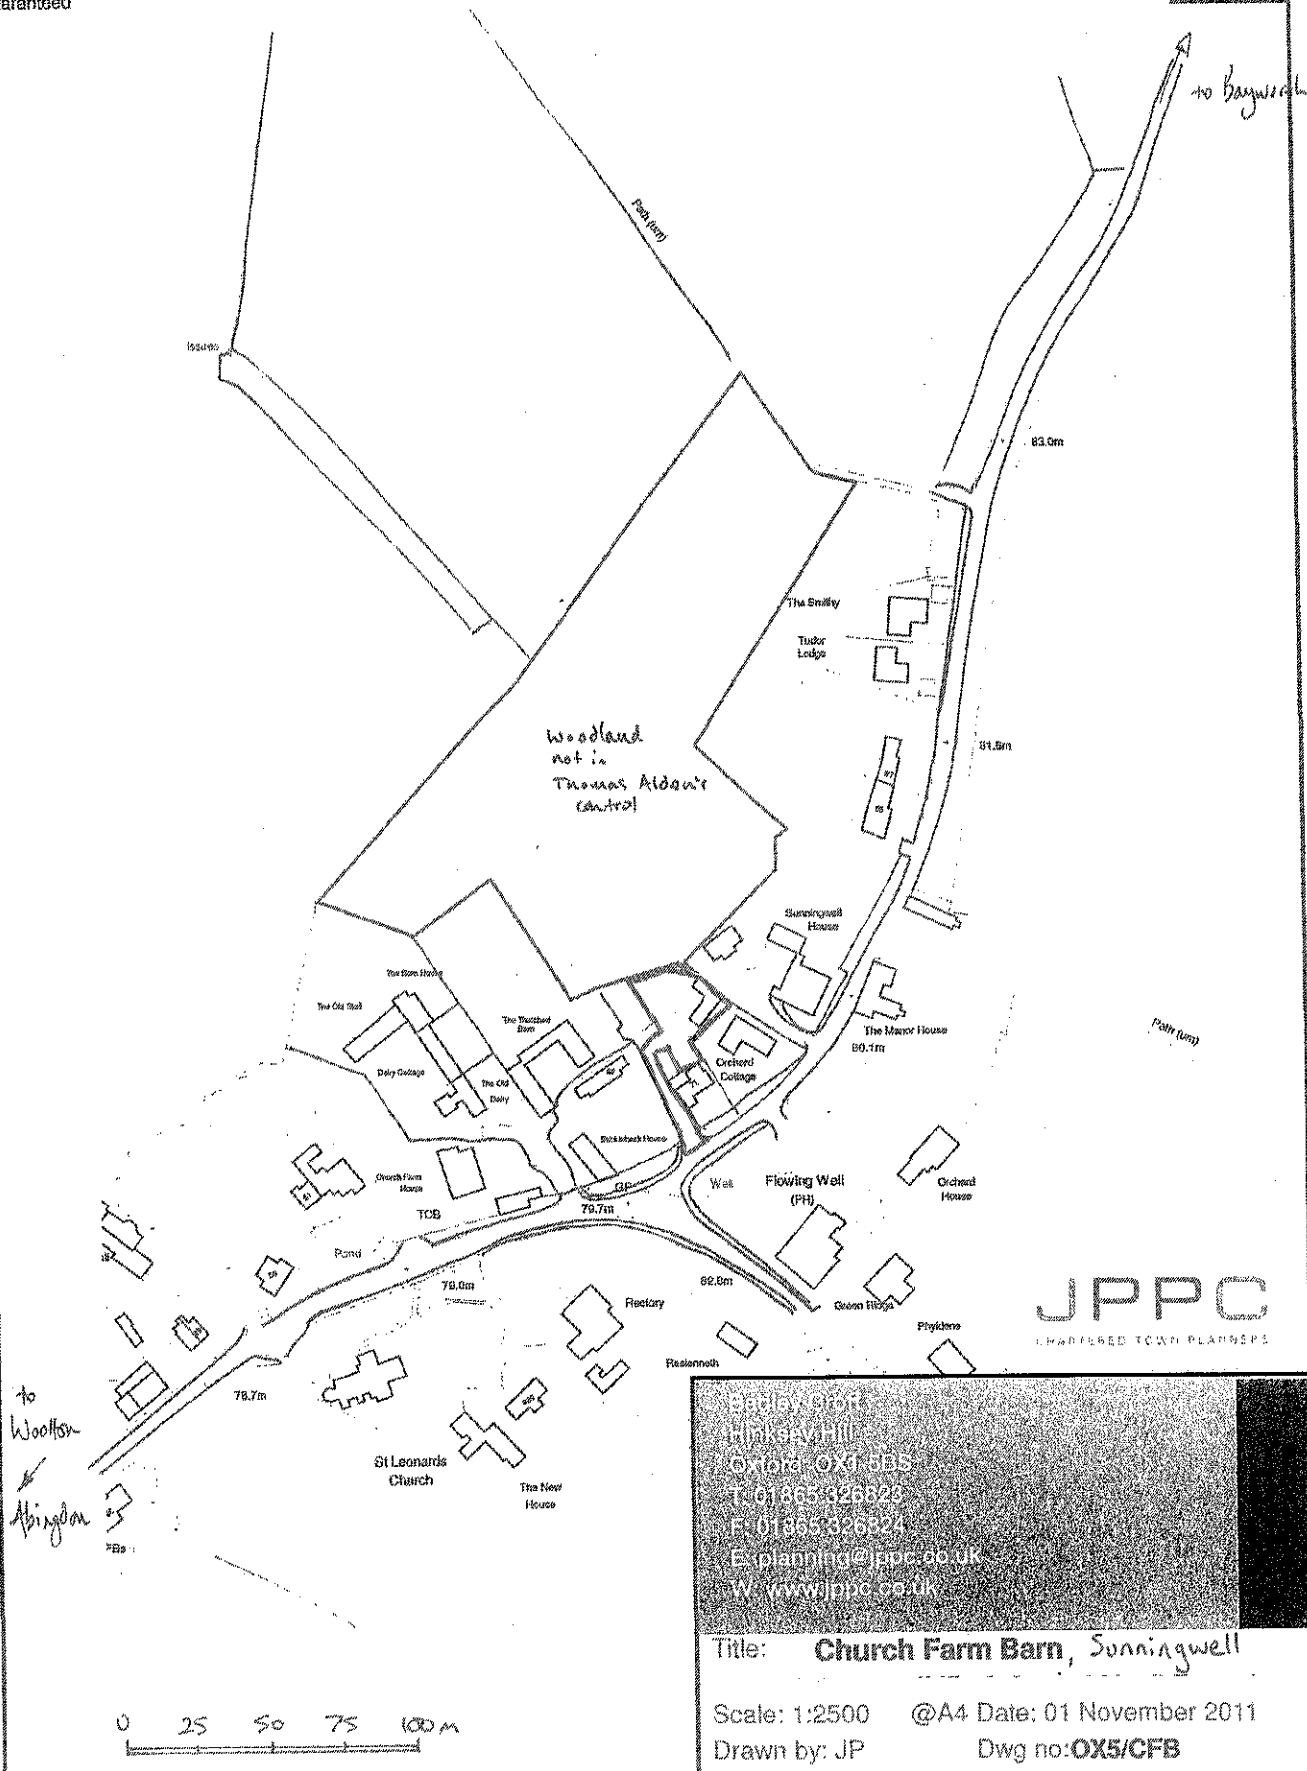 to Bayworth
Path (um)
Issues
83.0m
The Smithy
Tudor
Lodge
81.8m
Woodland
not in
Thomas Alden's
control
Sunningwell
House
The Barn House
The Old Stall
The Thatched
Barn
The Manor House
80.1m
Path (um)
Dairy Cottage
The Old
Dairy
Orchard
Cottage
Church Farm
House
GP
Well
Flowing Well
(PH)
Orchard
House
TCB
79.7m
Pond
79.0m
82.8m
Rectory
Green Ridge
JPPC
CHARTERED TOWN PLANNERS
78.7m
to
Wootton
Abingdon
St Leonards
Church
The New
House
Bagley Croft
Hinksey Hill
Oxford OX1 5BS
T: 01865 326823
F: 01865 326824
E: planning@jppc.co.uk
W: www.jppc.co.uk
Title: Church Farm Barn, Sunningwell
Scale: 1:2500 @A4 Date: 01 November 2011
Drawn by: JP Dwg no:OX5/CFB
0 25 50 75 100m